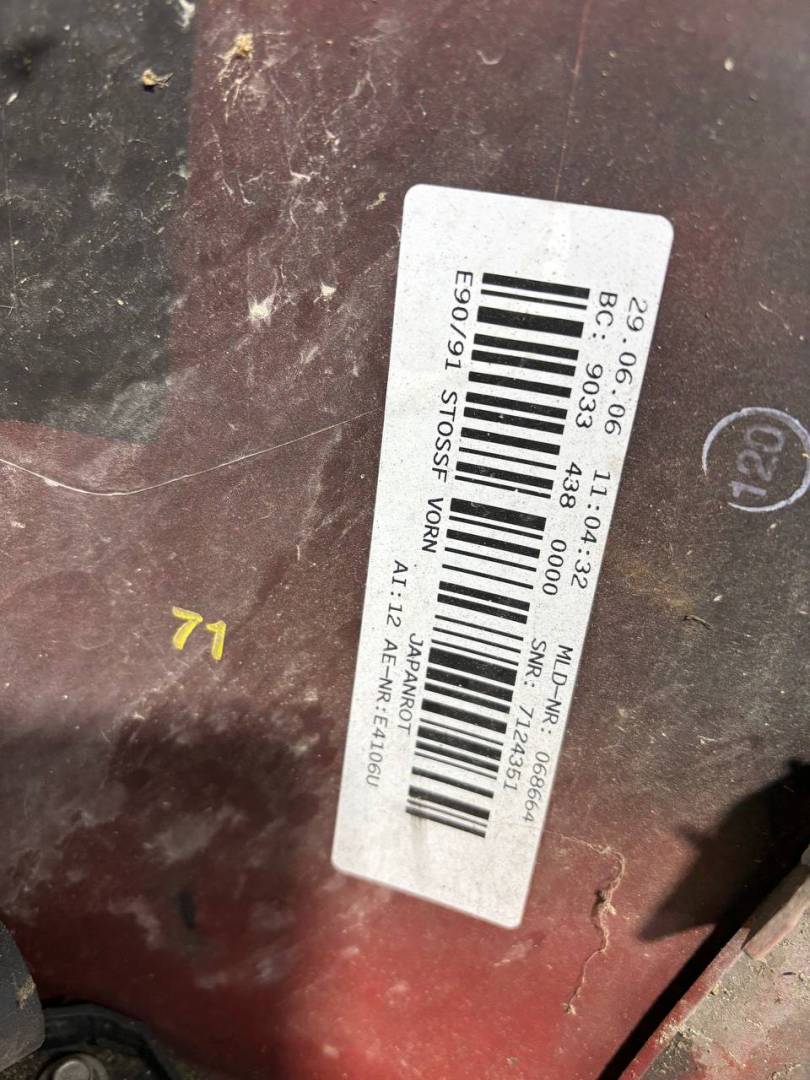 29.06.06 11:04:32 MLD-NR: 068664
BC: 9033 438 0000 SNR: 7124351
E90/91 STOSSF VORN JAPANROT
AI:12 AE-NR:E4106U
120
71